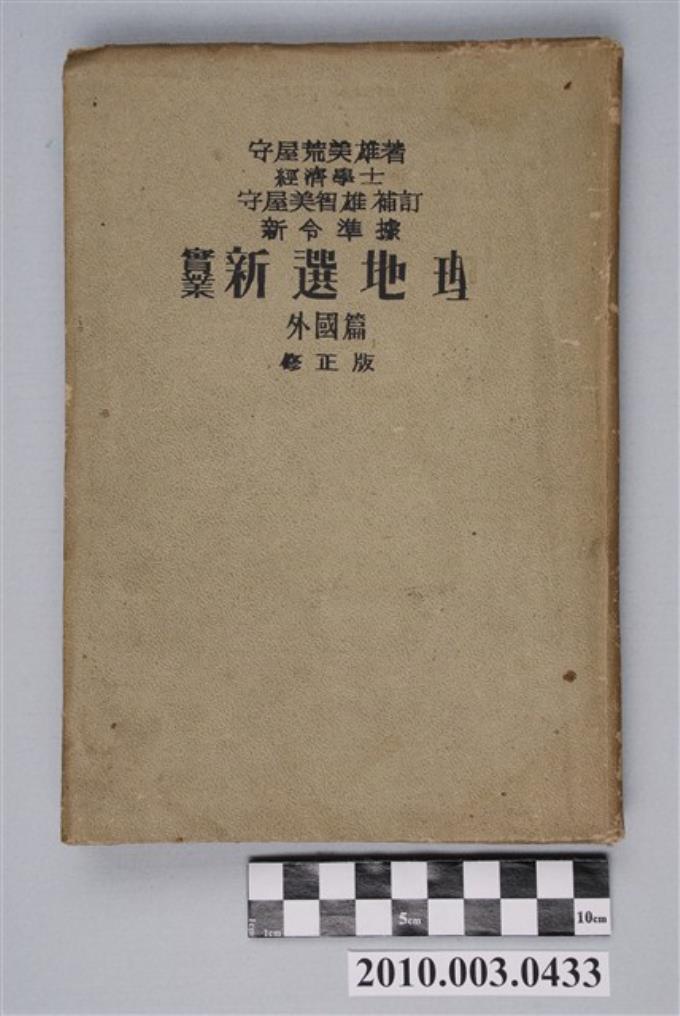 守屋荒美雄著
經濟學士
守屋美智雄補訂
新令準據
實業 新選地理
外國篇
修正版
1cm 1cm 5cm 10cm
2010.003.0433